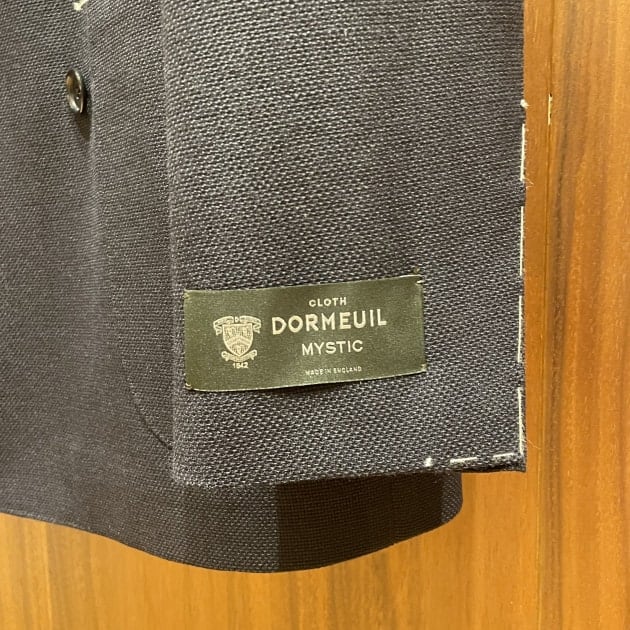 CLOTH
DORMEUIL
MYSTIC
MADE IN ENGLAND
1842